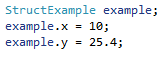 StructExample example;
example.x = 10;
example.y = 25.4;